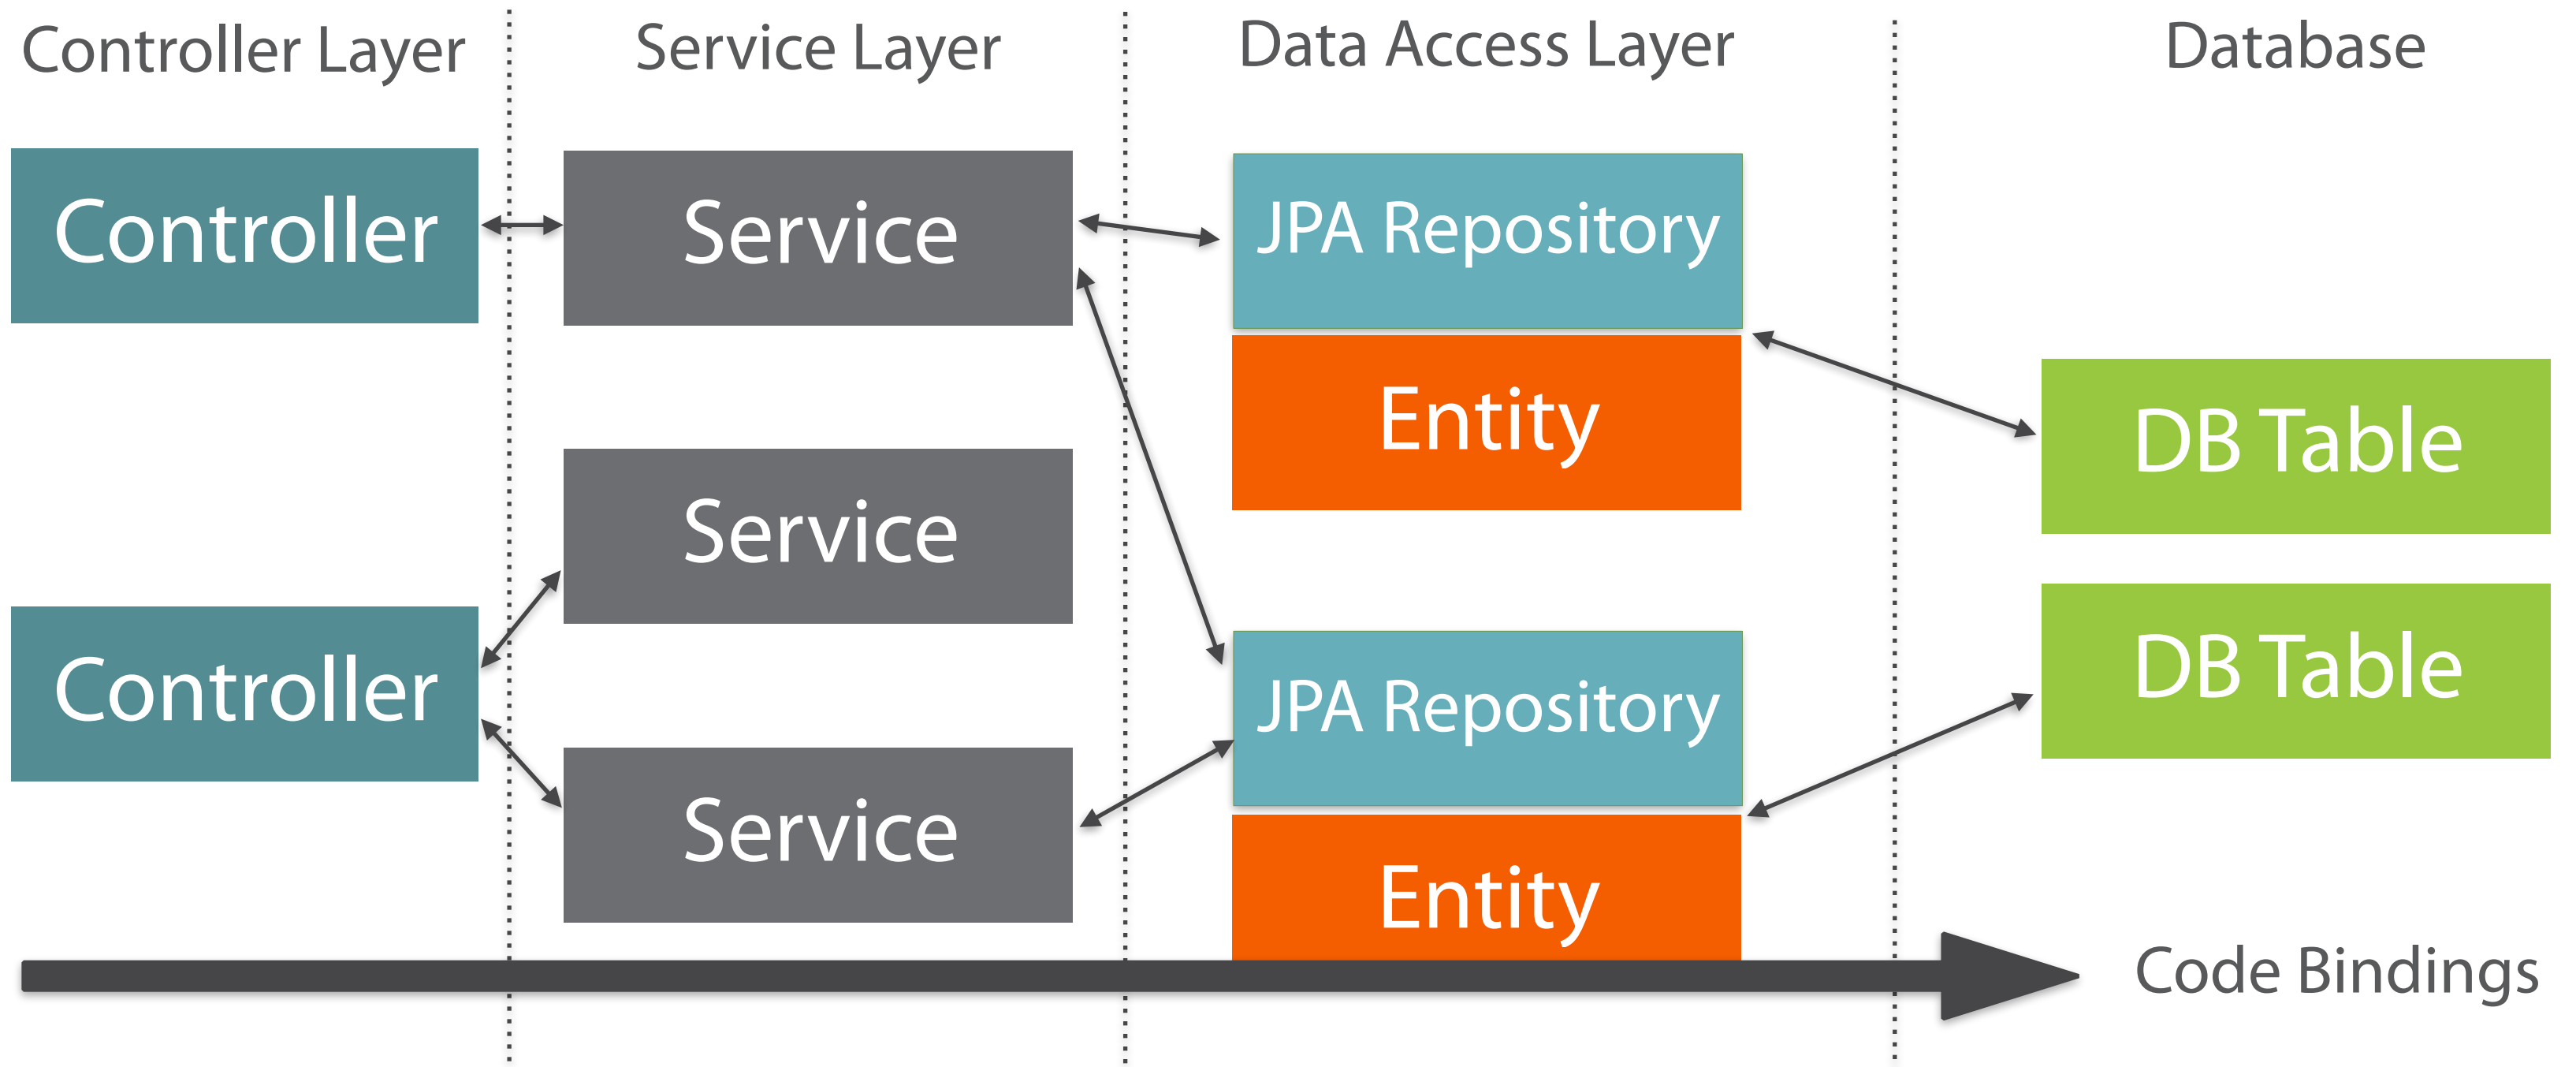 Controller Layer
Service Layer
Data Access Layer
Database
Controller
Service
JPA Repository
Entity
DB Table
Service
Controller
Service
JPA Repository
Entity
DB Table
Code Bindings